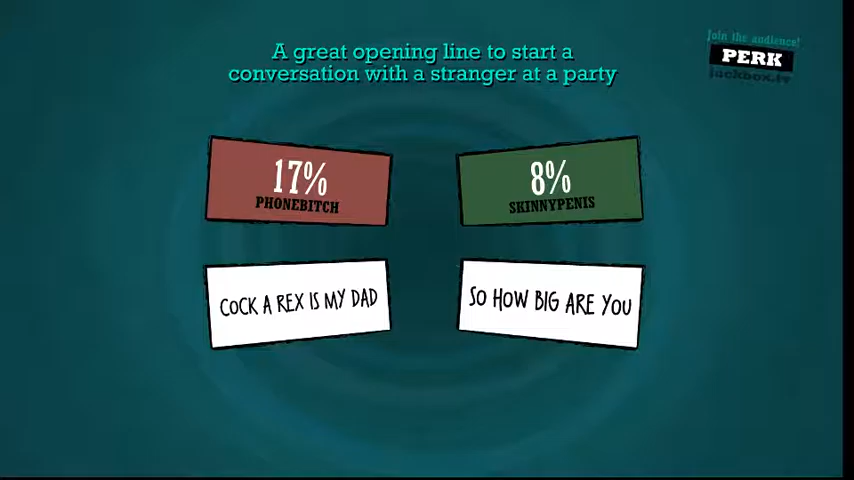 A great opening line to start a
conversation with a stranger at a party
Join the audience!
PERK
jackbox.tv
17%
PHONEBITCH
8%
SKINNYPENIS
COCK A REX IS MY DAD
SO HOW BIG ARE YOU